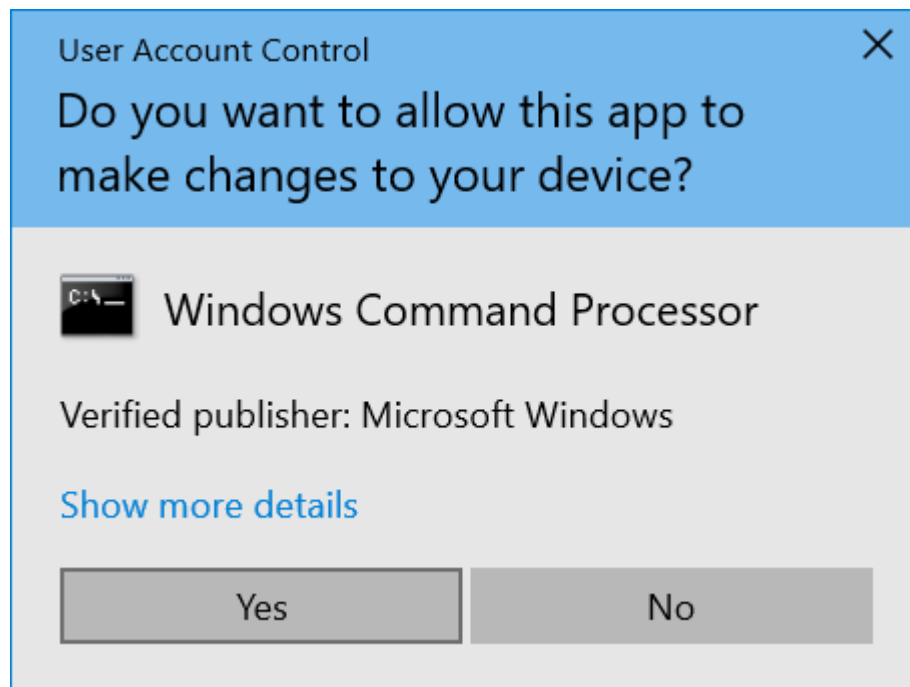 User Account Control
Do you want to allow this app to
make changes to your device?
C:\_
Windows Command Processor
Verified publisher: Microsoft Windows
Show more details
Yes
No